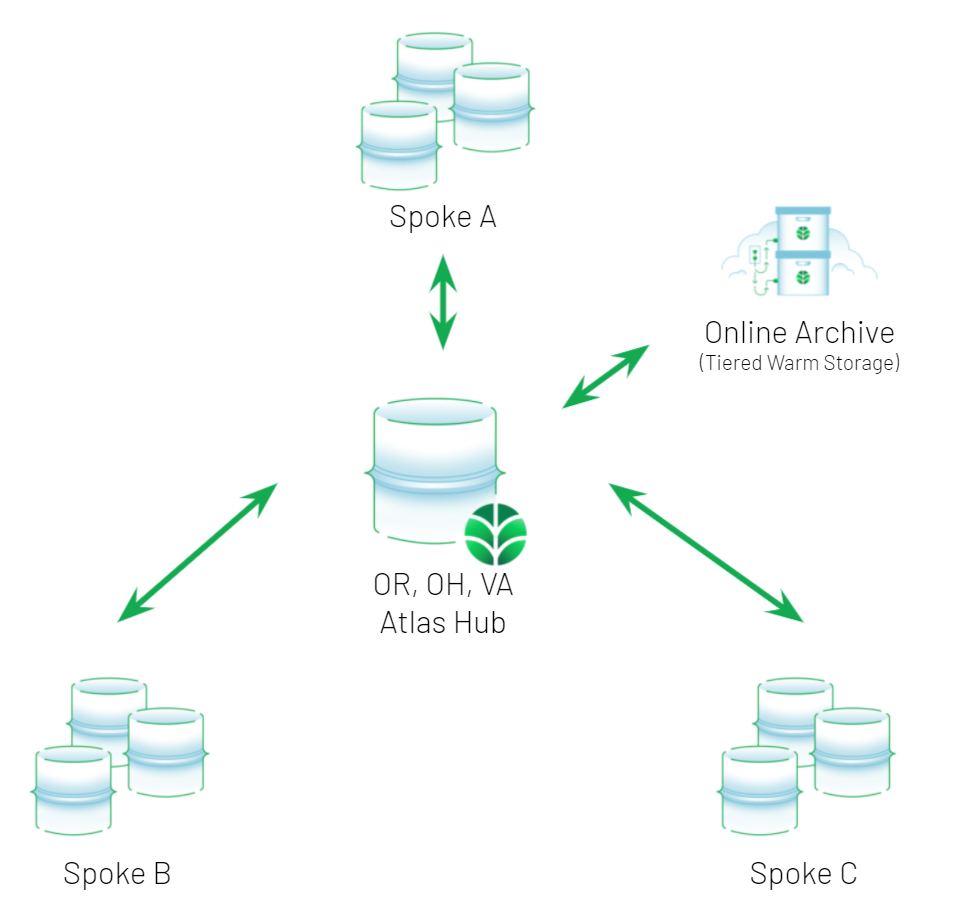 Spoke A
Online Archive
(Tiered Warm Storage)
OR, OH, VA
Atlas Hub
Spoke B
Spoke C